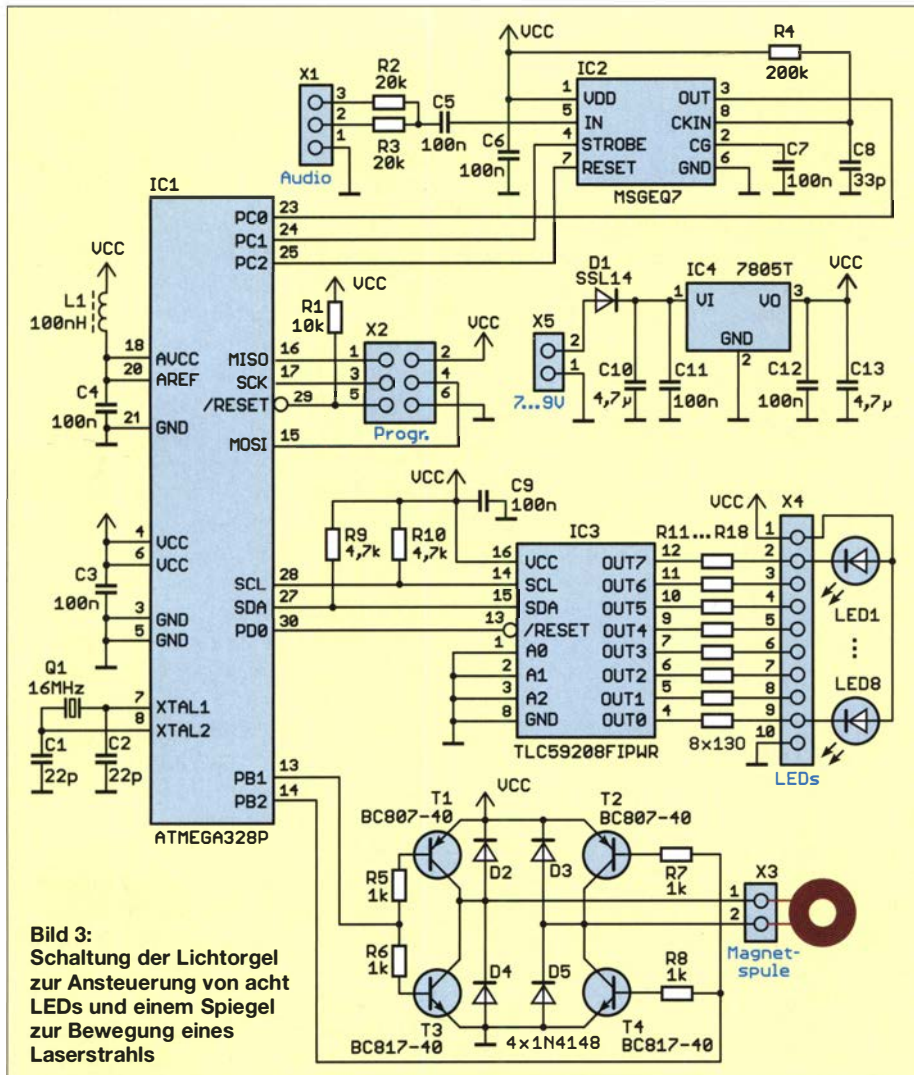 VCC
R4
200k
X1
3
2
1
Audio
R2
20k
R3
20k
C5
100n
C6
100n
IC2
1 VDD OUT 3
5 IN CKIN 8
4 STROBE CG 2
7 RESET GND 6
MSGEQ7
C7
100n
C8
33p
IC1
PC0 23
PC1 24
PC2 25
VCC
L1
100nH
18 AVCC
20 AREF
C4
100n
21 GND
R1
10k
VCC
X2
MISO 16
SCK 17
/RESET 29
MOSI 15
1 2
3 4
5 6
VCC
Progr.
D1
SSL14
X5
2
1
7...9V
IC4 7805T
1 VI VO 3
GND
2
VCC
C10
4,7µ
C11
100n
C12
100n
C13
4,7µ
VCC
C9
100n
R9
4,7k
R10
4,7k
4 VCC
6 VCC
C3
100n
3 GND
5 GND
SCL 28
SDA 27
PD0 30
IC3
16 VCC OUT7 12
14 SCL OUT6 11
15 SDA OUT5 10
13 /RESET OUT4 9
1 A0 OUT3 7
2 A1 OUT2 6
3 A2 OUT1 5
8 GND OUT0 4
TLC59208FIPWR
R11...R18
8x130
VCC
X4
1
2
3
4
5
6
7
8
9
10
LEDs
LED1
...
LED8
Q1
16MHz
7 XTAL1
8 XTAL2
C1
22p
C2
22p
PB1 13
PB2 14
ATMEGA328P
T1
BC807-40
VCC
T2
BC807-40
R5
1k
R6
1k
D2
D3
R7
1k
R8
1k
D4
D5
T3
BC817-40
4x1N4148
T4
BC817-40
X3
1
2
Magnet-
spule
Bild 3:
Schaltung der Lichtorgel
zur Ansteuerung von acht
LEDs und einem Spiegel
zur Bewegung eines
Laserstrahls